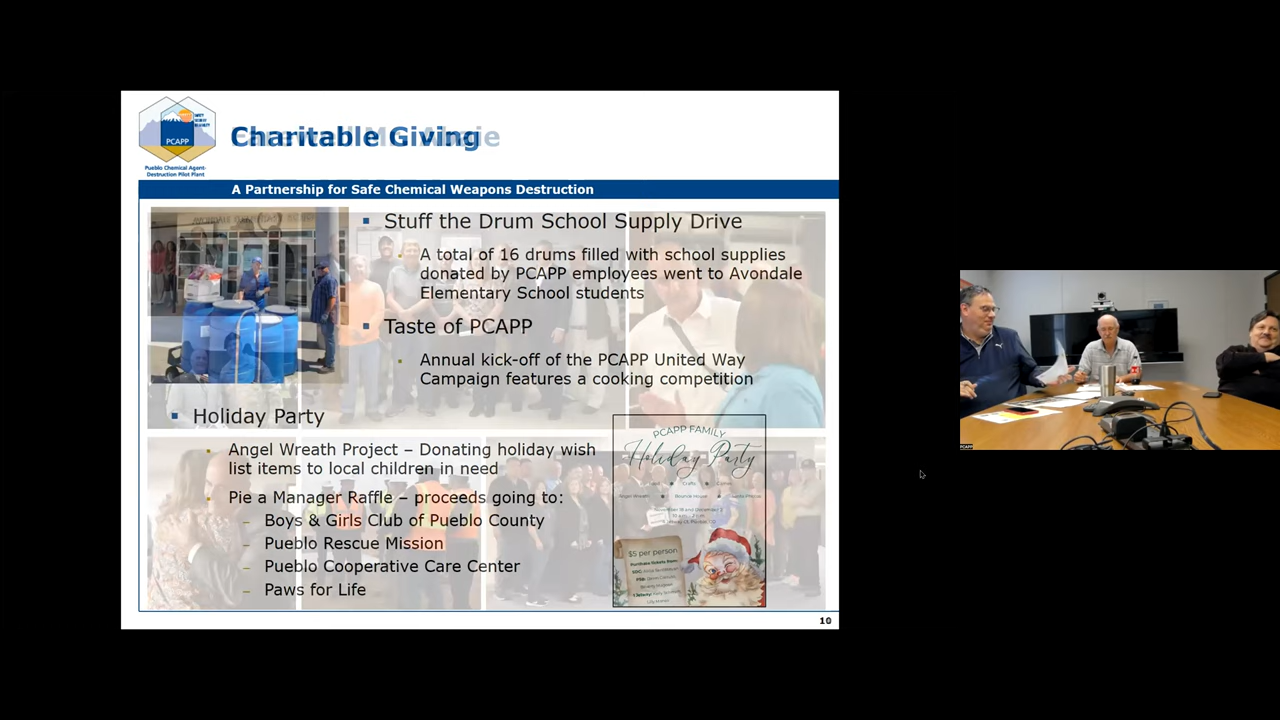 PCAPP
Pueblo Chemical Agent-
Destruction Pilot Plant
Charitable Giving
A Partnership for Safe Chemical Weapons Destruction
Stuff the Drum School Supply Drive
A total of 16 drums filled with school supplies
donated by PCAPP employees went to Avondale
Elementary School students
Taste of PCAPP
Annual kick-off of the PCAPP United Way
Campaign features a cooking competition
Holiday Party
Angel Wreath Project – Donating holiday wish
list items to local children in need
Pie a Manager Raffle – proceeds going to:
– Boys & Girls Club of Pueblo County
– Pueblo Rescue Mission
– Pueblo Cooperative Care Center
– Paws for Life
PCAPP FAMILY
Holiday Party
$5 per person
10